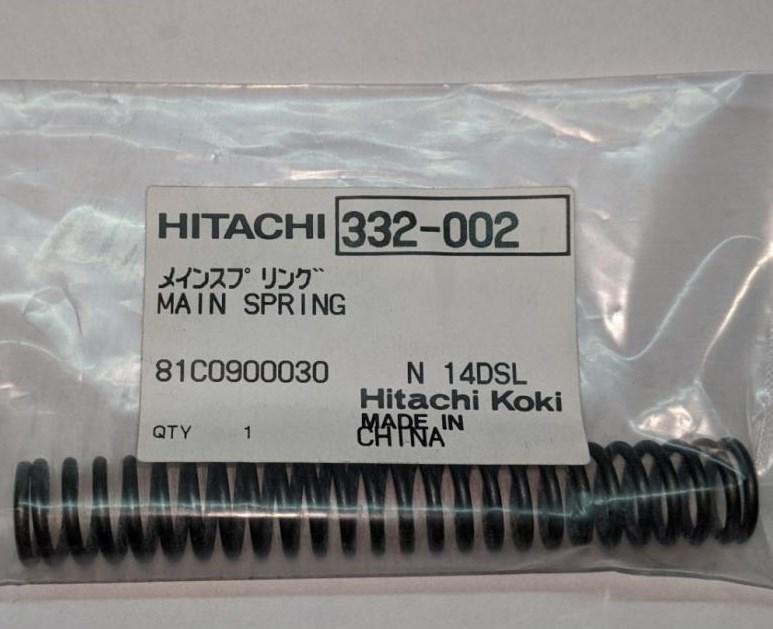 HITACHI 332-002
メインスプリング
MAIN SPRING
81C0900030 N 14DSL
Hitachi Koki
MADE IN
CHINA
QTY 1